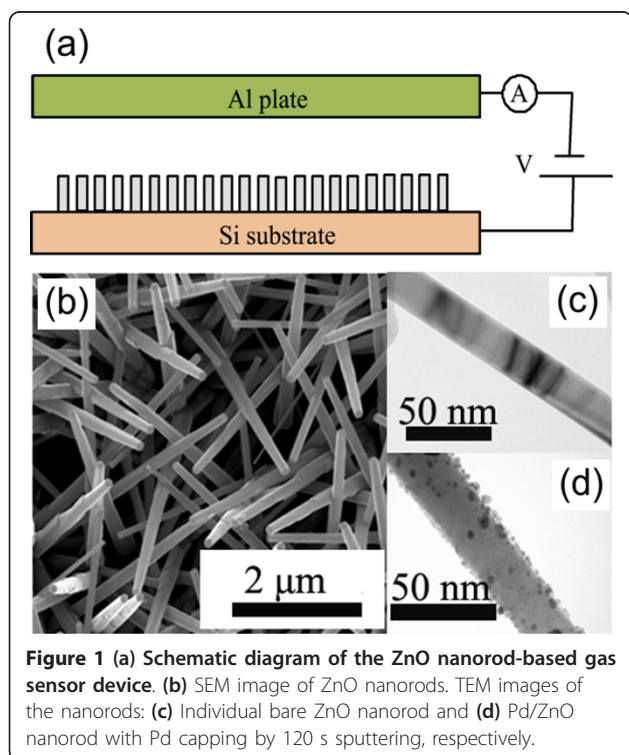 (a)
Al plate
A
V
Si substrate
(b)
2 μm
(c)
50 nm
(d)
50 nm
Figure 1 (a) Schematic diagram of the ZnO nanorod-based gas
sensor device. (b) SEM image of ZnO nanorods. TEM images of
the nanorods: (c) Individual bare ZnO nanorod and (d) Pd/ZnO
nanorod with Pd capping by 120 s sputtering, respectively.